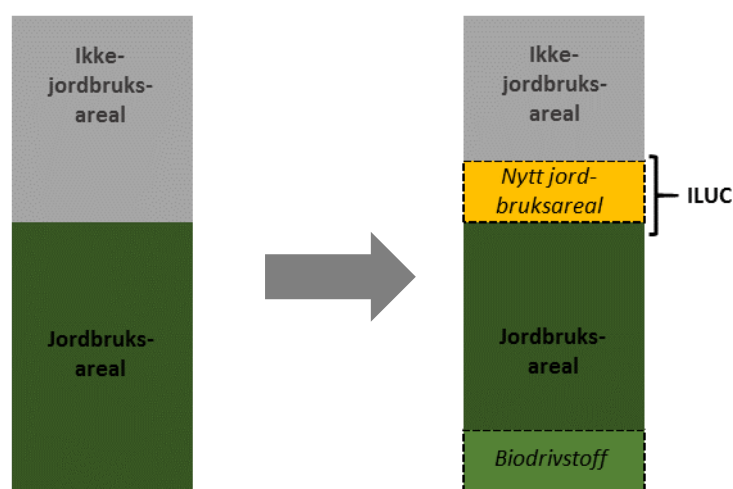 Ikke-
jordbruks-
areal
Jordbruks-
areal
Ikke-
jordbruks-
areal
Nytt jord-
bruksareal
ILUC
Jordbruks-
areal
Biodrivstoff